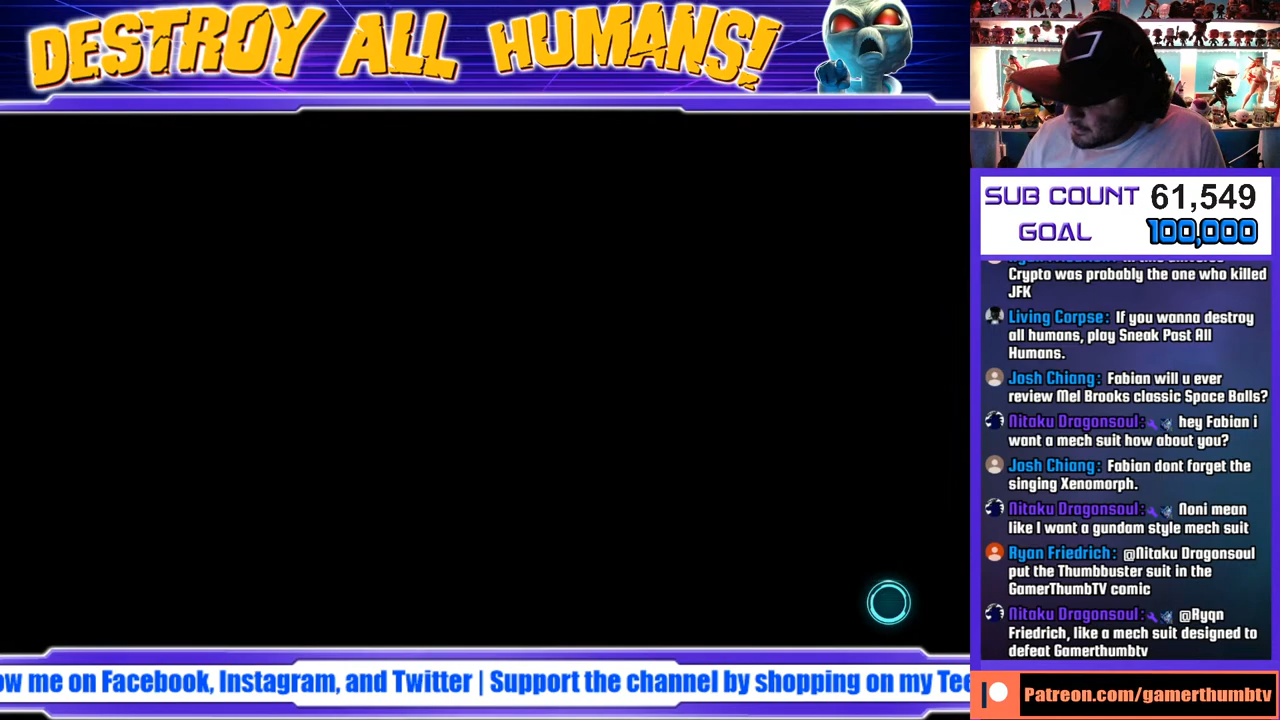 DESTROY ALL HUMANS!
SUB COUNT 61,549
GOAL 100,000
Crypto was probably the one who killed
JFK
Living Corpse: If you wanna destroy
all humans, play Sneak Past All
Humans.
Josh Chiang: Fabian will u ever
review Mel Brooks classic Space Balls?
Nitaku Dragonsoul: hey Fabian i
want a mech suit how about you?
Josh Chiang: Fabian dont forget the
singing Xenomorph.
Nitaku Dragonsoul: Noni mean
like I want a gundam style mech suit
Ryan Friedrich: @Nitaku Dragonsoul
put the Thumbbuster suit in the
GamerThumbTV comic
Nitaku Dragonsoul: @Ryqn
Friedrich, like a mech suit designed to
defeat Gamerthumbtv
ow me on Facebook, Instagram, and Twitter | Support the channel by shopping on my Tee
Patreon.com/gamerthumbtv